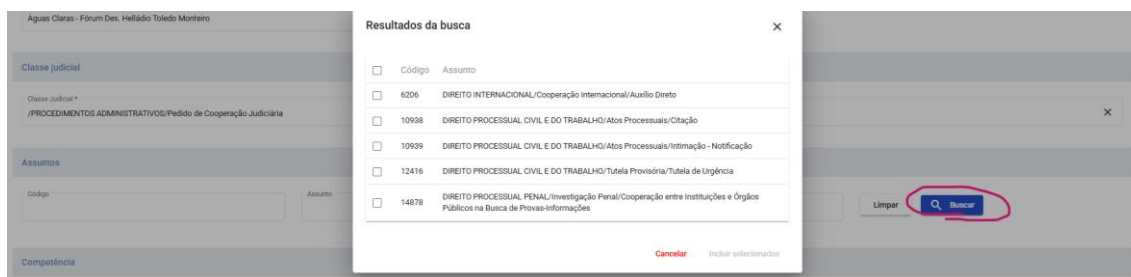 Águas Claras - Fórum Des. Helládio Toledo Monteiro
Classe judicial
Classe Judicial *
/PROCEDIMENTOS ADMINISTRATIVOS/Pedido de Cooperação Judiciária
Assuntos
Código
Assunto
Limpar
Buscar
Competência
Resultados da busca
Código Assunto
6206 DIREITO INTERNACIONAL/Cooperação Internacional/Auxílio Direto
10938 DIREITO PROCESSUAL CIVIL E DO TRABALHO/Atos Processuais/Citação
10939 DIREITO PROCESSUAL CIVIL E DO TRABALHO/Atos Processuais/Intimação - Notificação
12416 DIREITO PROCESSUAL CIVIL E DO TRABALHO/Tutela Provisória/Tutela de Urgência
14878 DIREITO PROCESSUAL PENAL/Investigação Penal/Cooperação entre Instituições e Órgãos
Públicos na Busca de Provas-Informações
Cancelar Incluir selecionados